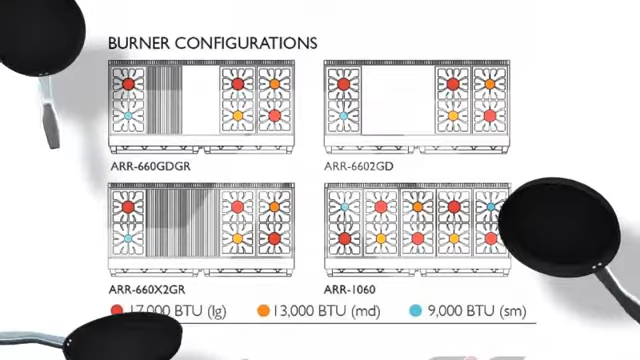 BURNER CONFIGURATIONS
ARR-660GDGR
ARR-6602GD
ARR-660X2GR
ARR-1060
17,000 BTU (lg)
13,000 BTU (md)
9,000 BTU (sm)